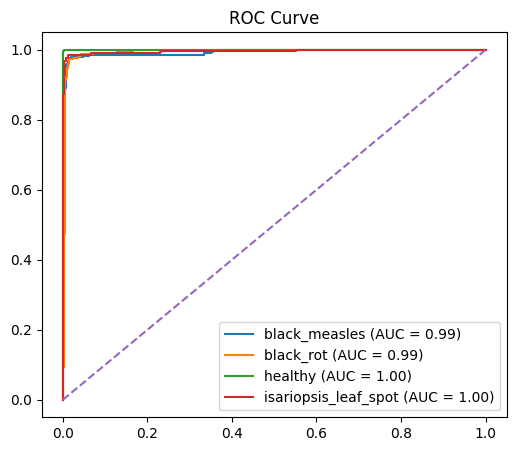 ROC Curve
1.0
0.8
0.6
0.4
0.2
0.0
black_measles (AUC = 0.99)
black_rot (AUC = 0.99)
healthy (AUC = 1.00)
isariopsis_leaf_spot (AUC = 1.00)
0.0 0.2 0.4 0.6 0.8 1.0